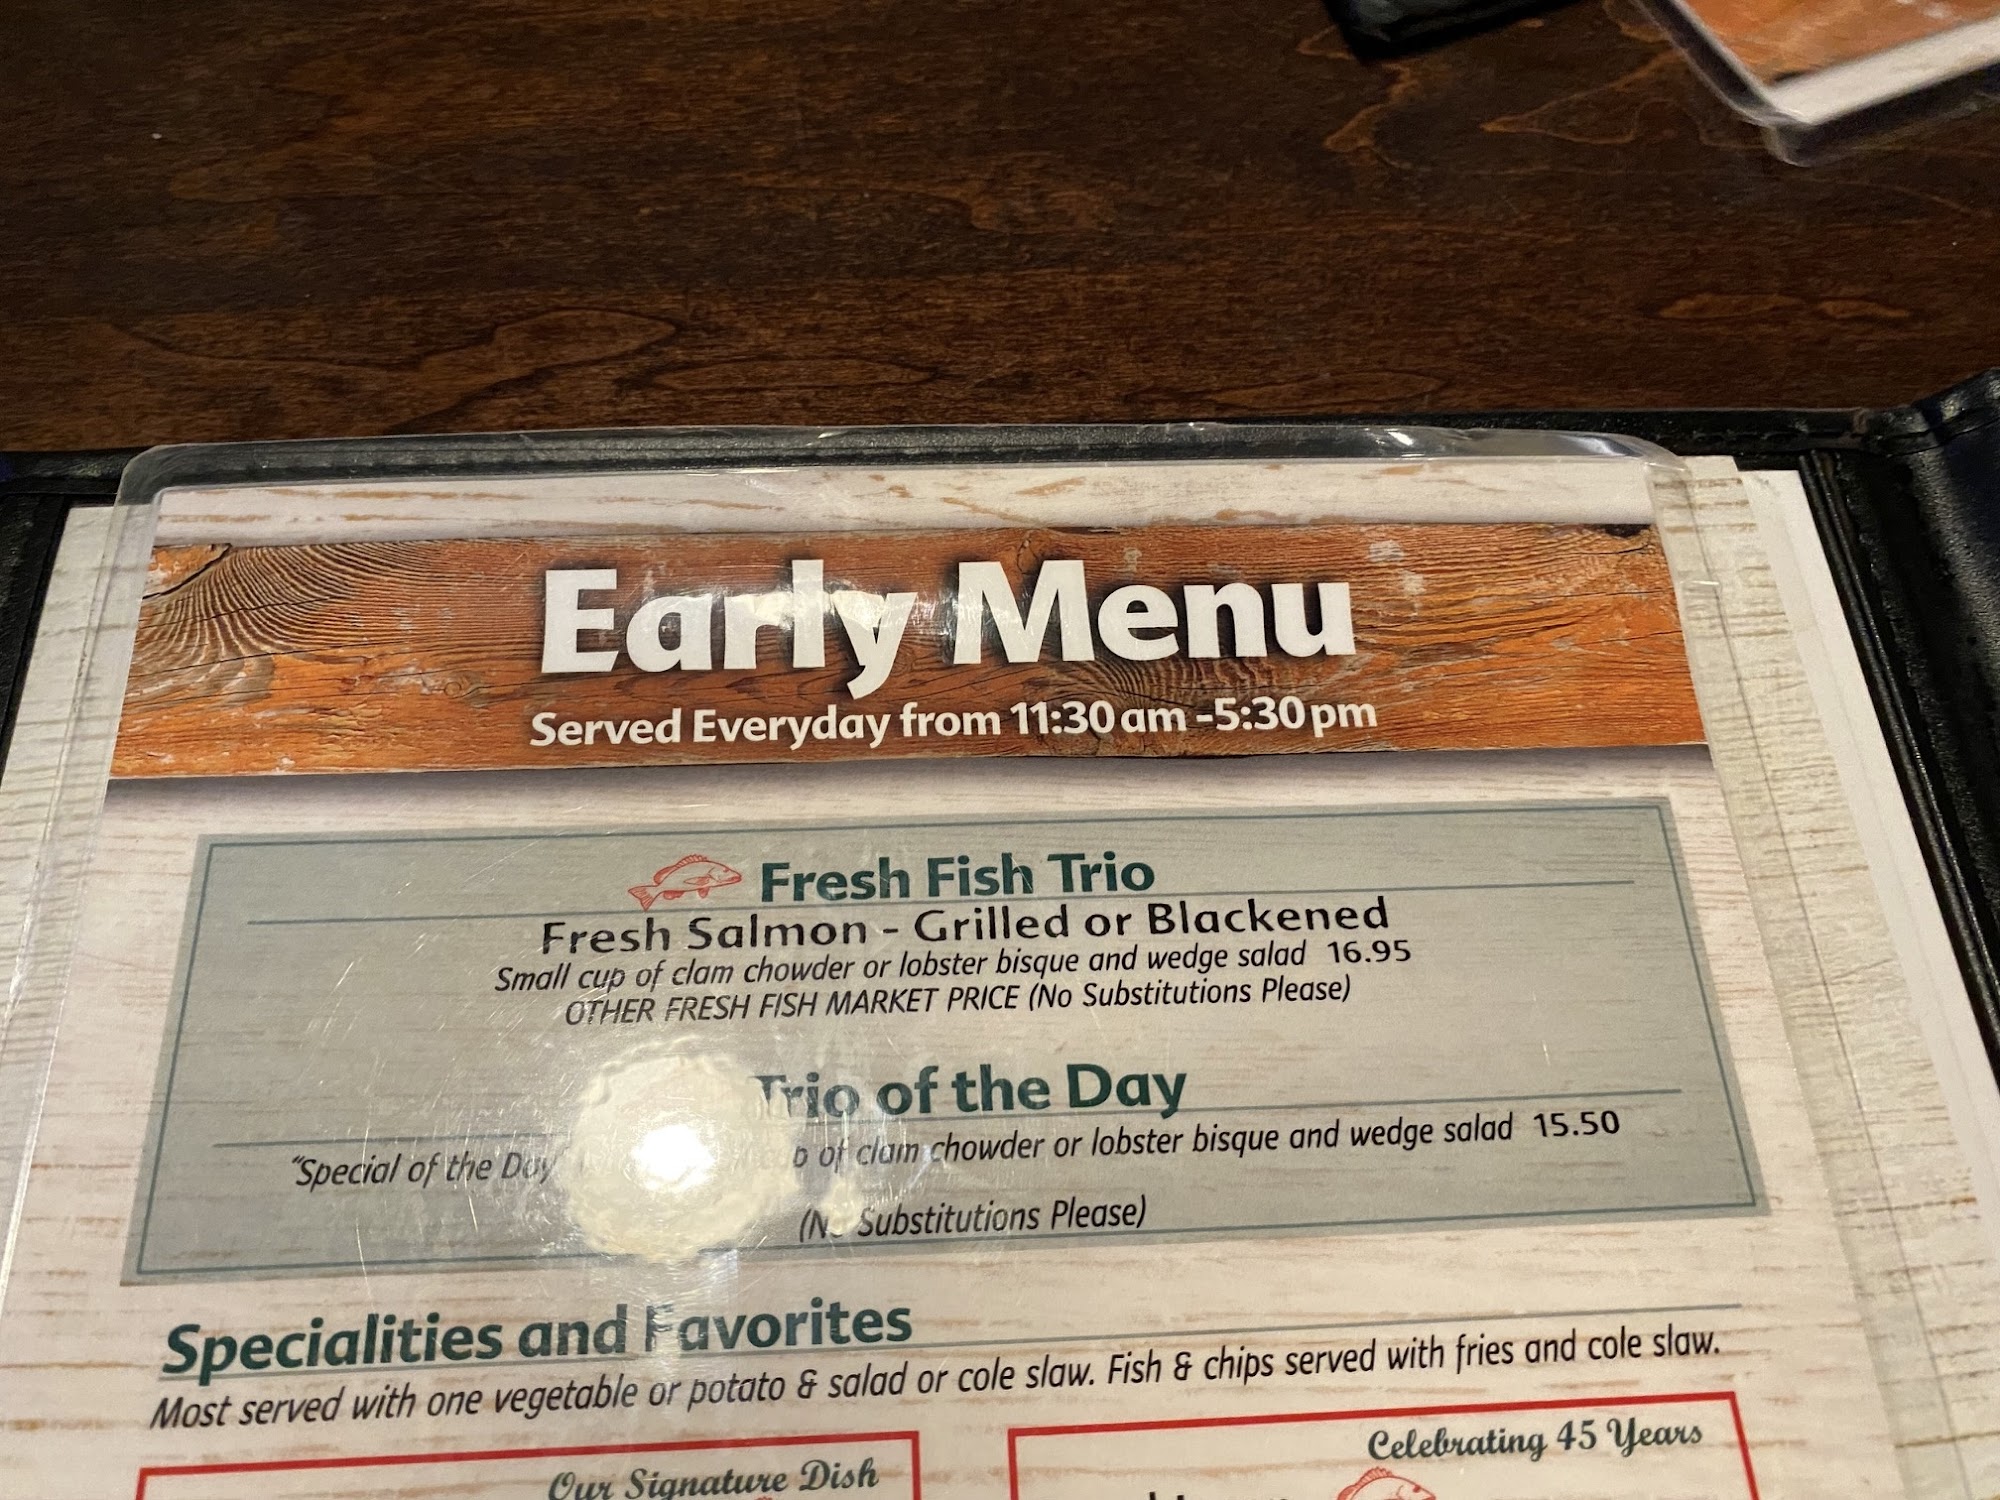 Early Menu
Served Everyday from 11:30am -5:30pm
Fresh Fish Trio
Fresh Salmon - Grilled or Blackened
Small cup of clam chowder or lobster bisque and wedge salad 16.95
OTHER FRESH FISH MARKET PRICE (No Substitutions Please)
Trio of the Day
"Special of the Day of clam chowder or lobster bisque and wedge salad 15.50
(No Substitutions Please)
Specialities and Favorites
Most served with one vegetable or potato & salad or cole slaw. Fish & chips served with fries and cole slaw.
Our Signature Dish
Celebrating 45 Years